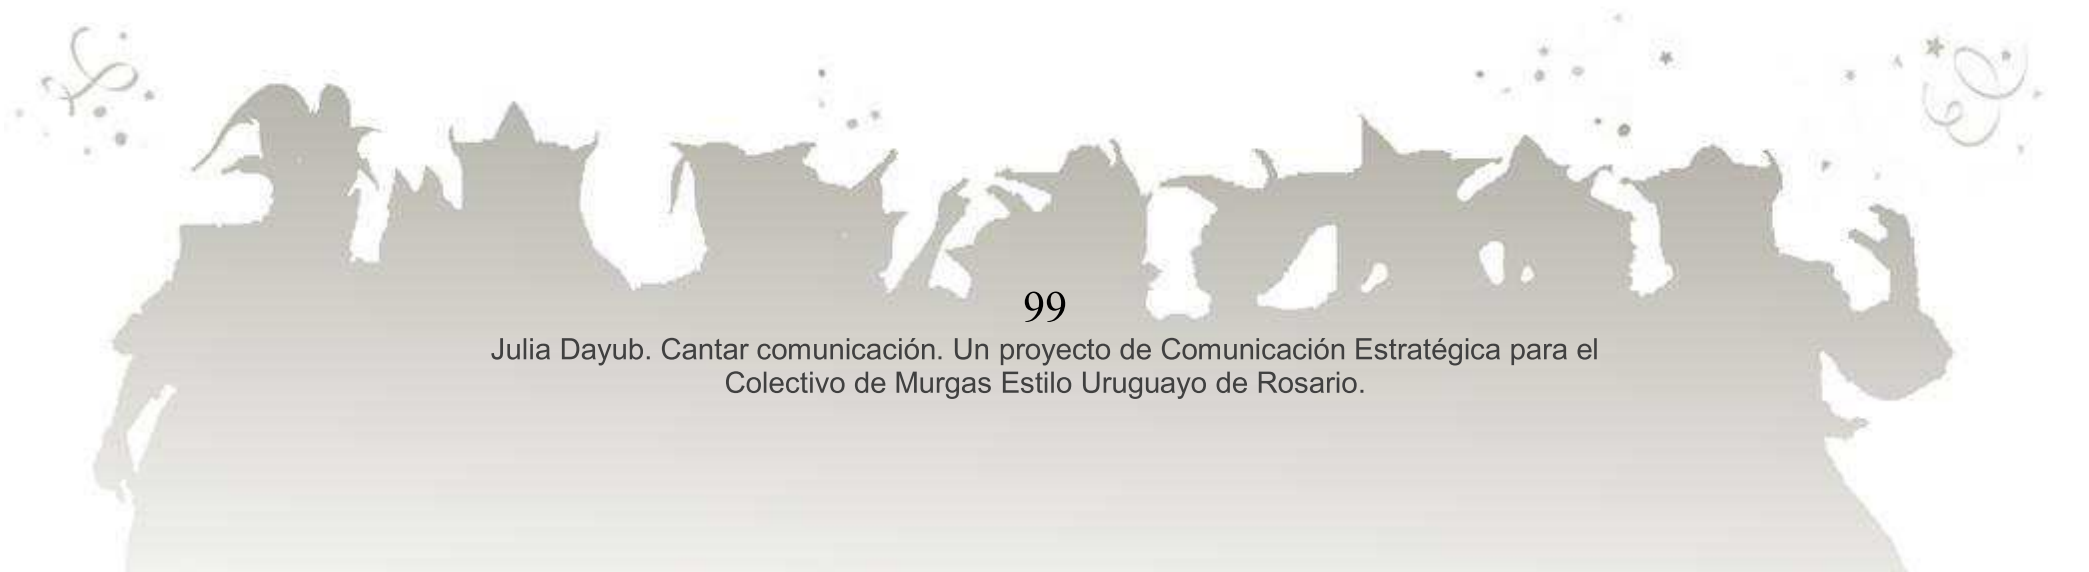 99
Julia Dayub. Cantar comunicación. Un proyecto de Comunicación Estratégica para el
Colectivo de Murgas Estilo Uruguayo de Rosario.